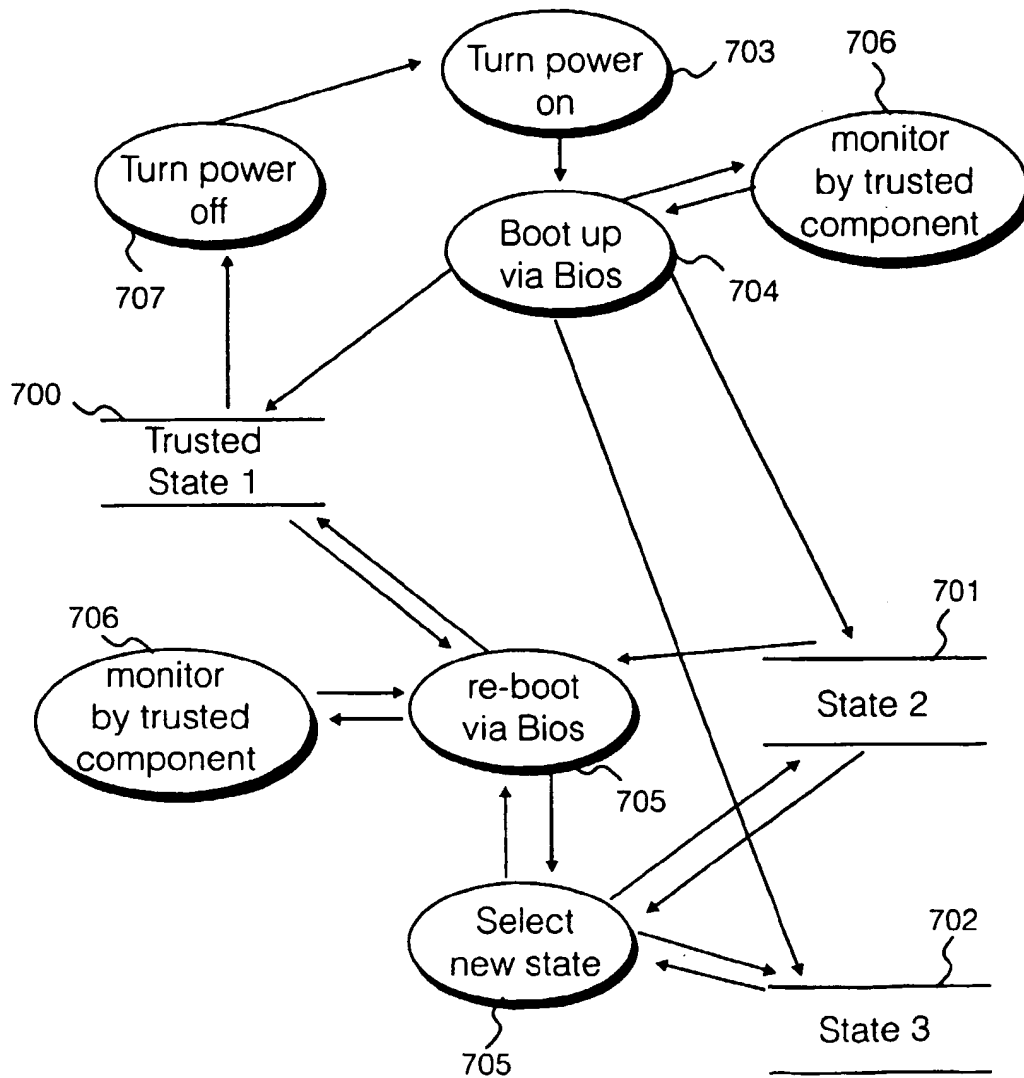 Turn power
on
703
706
monitor
by trusted
component
Turn power
off
707
Boot up
via Bios
704
700
Trusted
State 1
701
State 2
706
monitor
by trusted
component
re-boot
via Bios
705
Select
new state
705
702
State 3